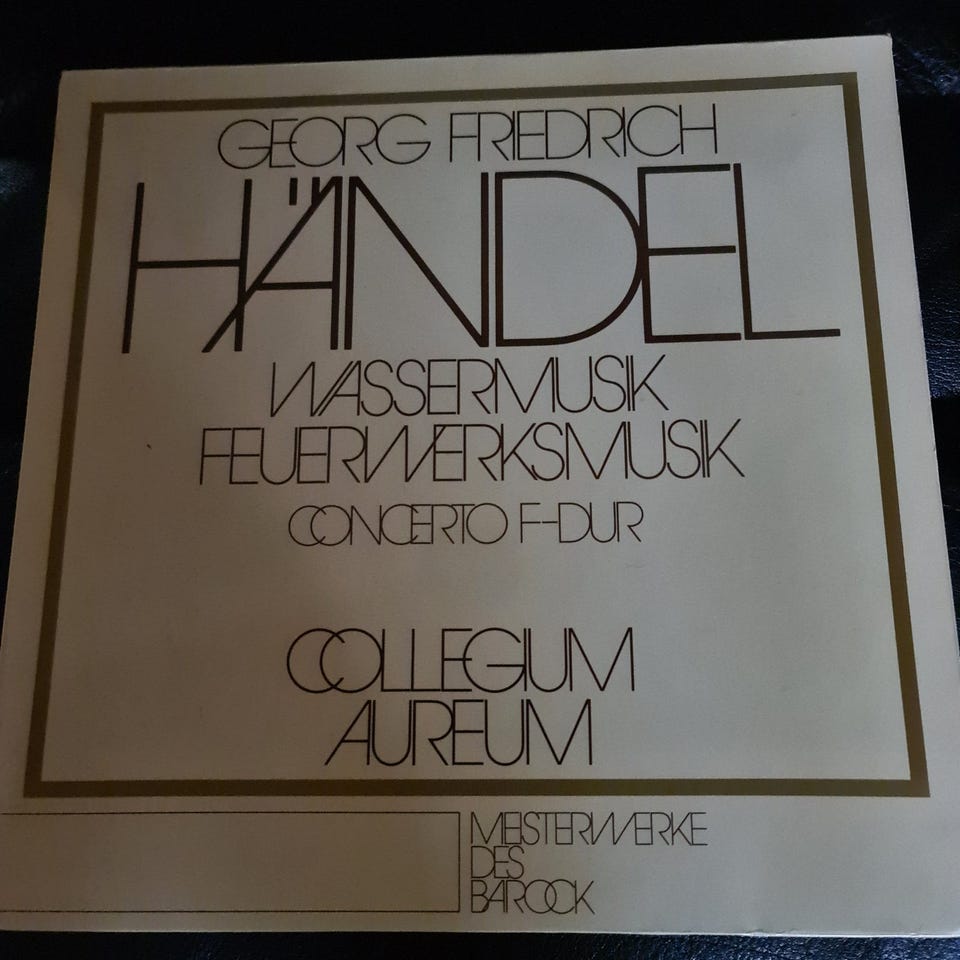 GEORG FRIEDRICH
HÄNDEL
WASSERMUSIK
FEUERWERKSMUSIK
CONCERTO F-DUR
COLLEGIUM
AUREUM
MEISTERWERKE
DES
BAROCK